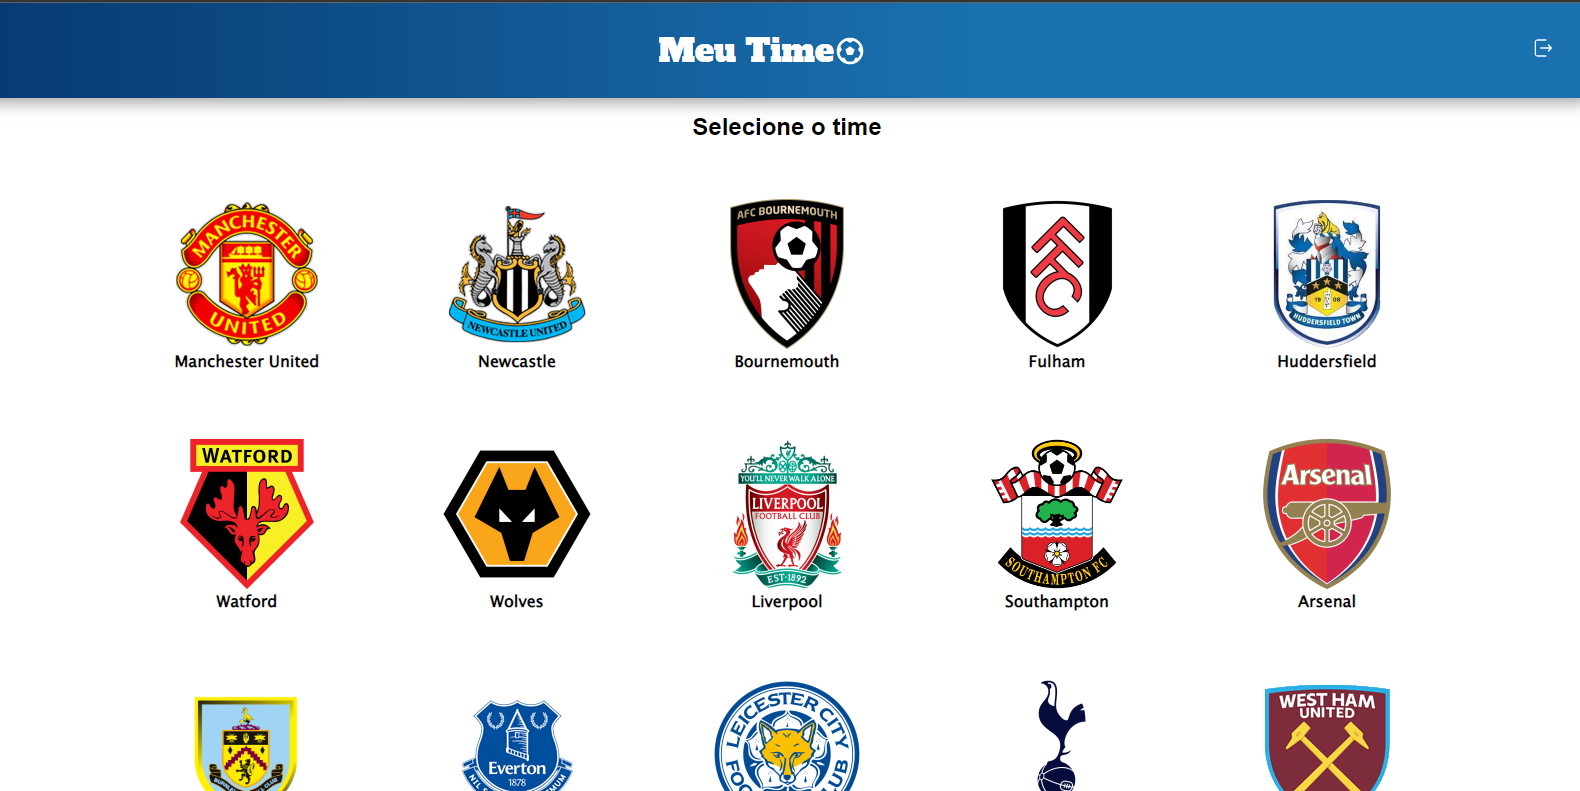 Meu Time
Selecione o time
MANCHESTER
UNITED
Manchester United
NEWCASTLE UNITED
Newcastle
AFC BOURNEMOUTH
Bournemouth
FFC
Fulham
1908
HUDDERSFIELD TOWN
Huddersfield
WATFORD
Watford
Wolves
YOU'LL NEVER WALK ALONE
LIVERPOOL
FOOTBALL CLUB
EST·1892
Liverpool
SOUTHAMPTON FC
Southampton
Arsenal
Arsenal
Everton
1878
LEICESTER CITY
WEST HAM
UNITED